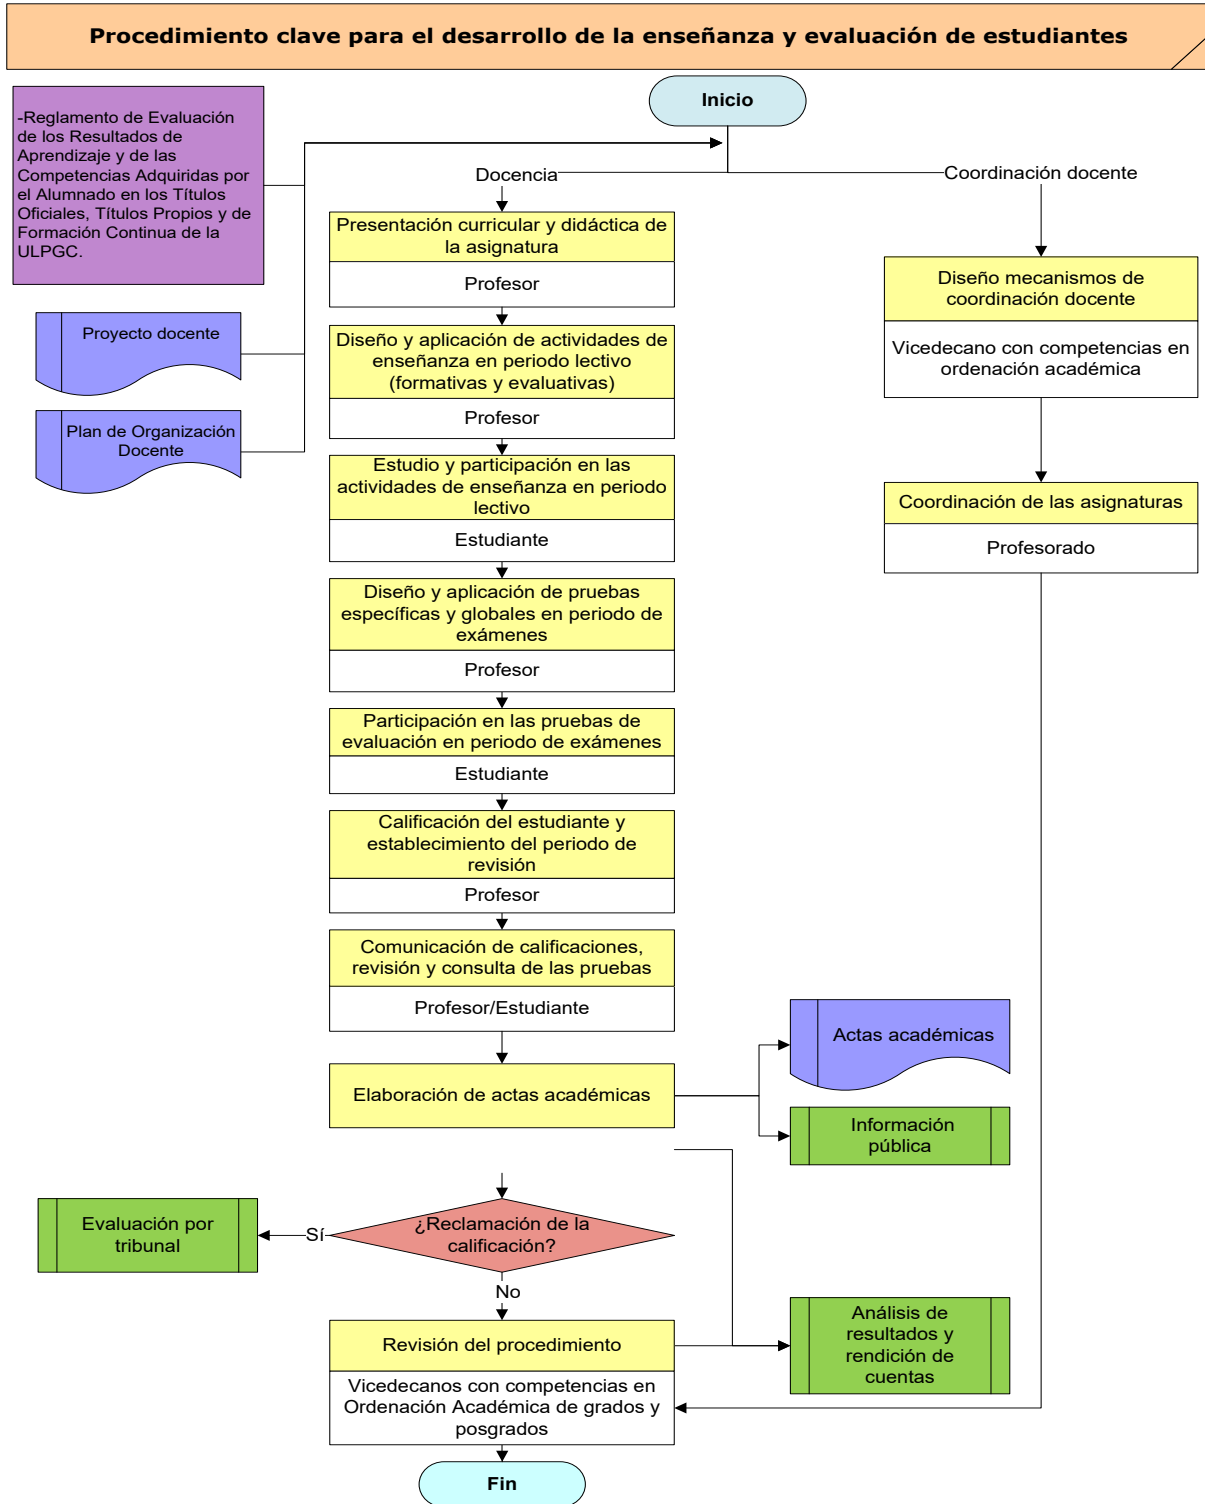 Procedimiento clave para el desarrollo de la enseñanza y evaluación de estudiantes
Inicio
-Reglamento de Evaluación
de los Resultados de
Aprendizaje y de las
Competencias Adquiridas por
el Alumnado en los Títulos
Oficiales, Títulos Propios y de
Formación Continua de la
ULPGC.
Proyecto docente
Plan de Organización
Docente
Docencia
Coordinación docente
Presentación curricular y didáctica de
la asignatura
Profesor
Diseño y aplicación de actividades de
enseñanza en periodo lectivo
(formativas y evaluativas)
Profesor
Estudio y participación en las
actividades de enseñanza en periodo
lectivo
Estudiante
Diseño y aplicación de pruebas
específicas y globales en periodo de
exámenes
Profesor
Participación en las pruebas de
evaluación en periodo de exámenes
Estudiante
Calificación del estudiante y
establecimiento del periodo de
revisión
Profesor
Comunicación de calificaciones,
revisión y consulta de las pruebas
Profesor/Estudiante
Elaboración de actas académicas
Diseño mecanismos de
coordinación docente
Vicedecano con competencias en
ordenación académica
Coordinación de las asignaturas
Profesorado
Actas académicas
Información
pública
¿Reclamación de la
calificación?
Sí
Evaluación por
tribunal
No
Revisión del procedimiento
Vicedecanos con competencias en
Ordenación Académica de grados y
posgrados
Análisis de
resultados y
rendición de
cuentas
Fin